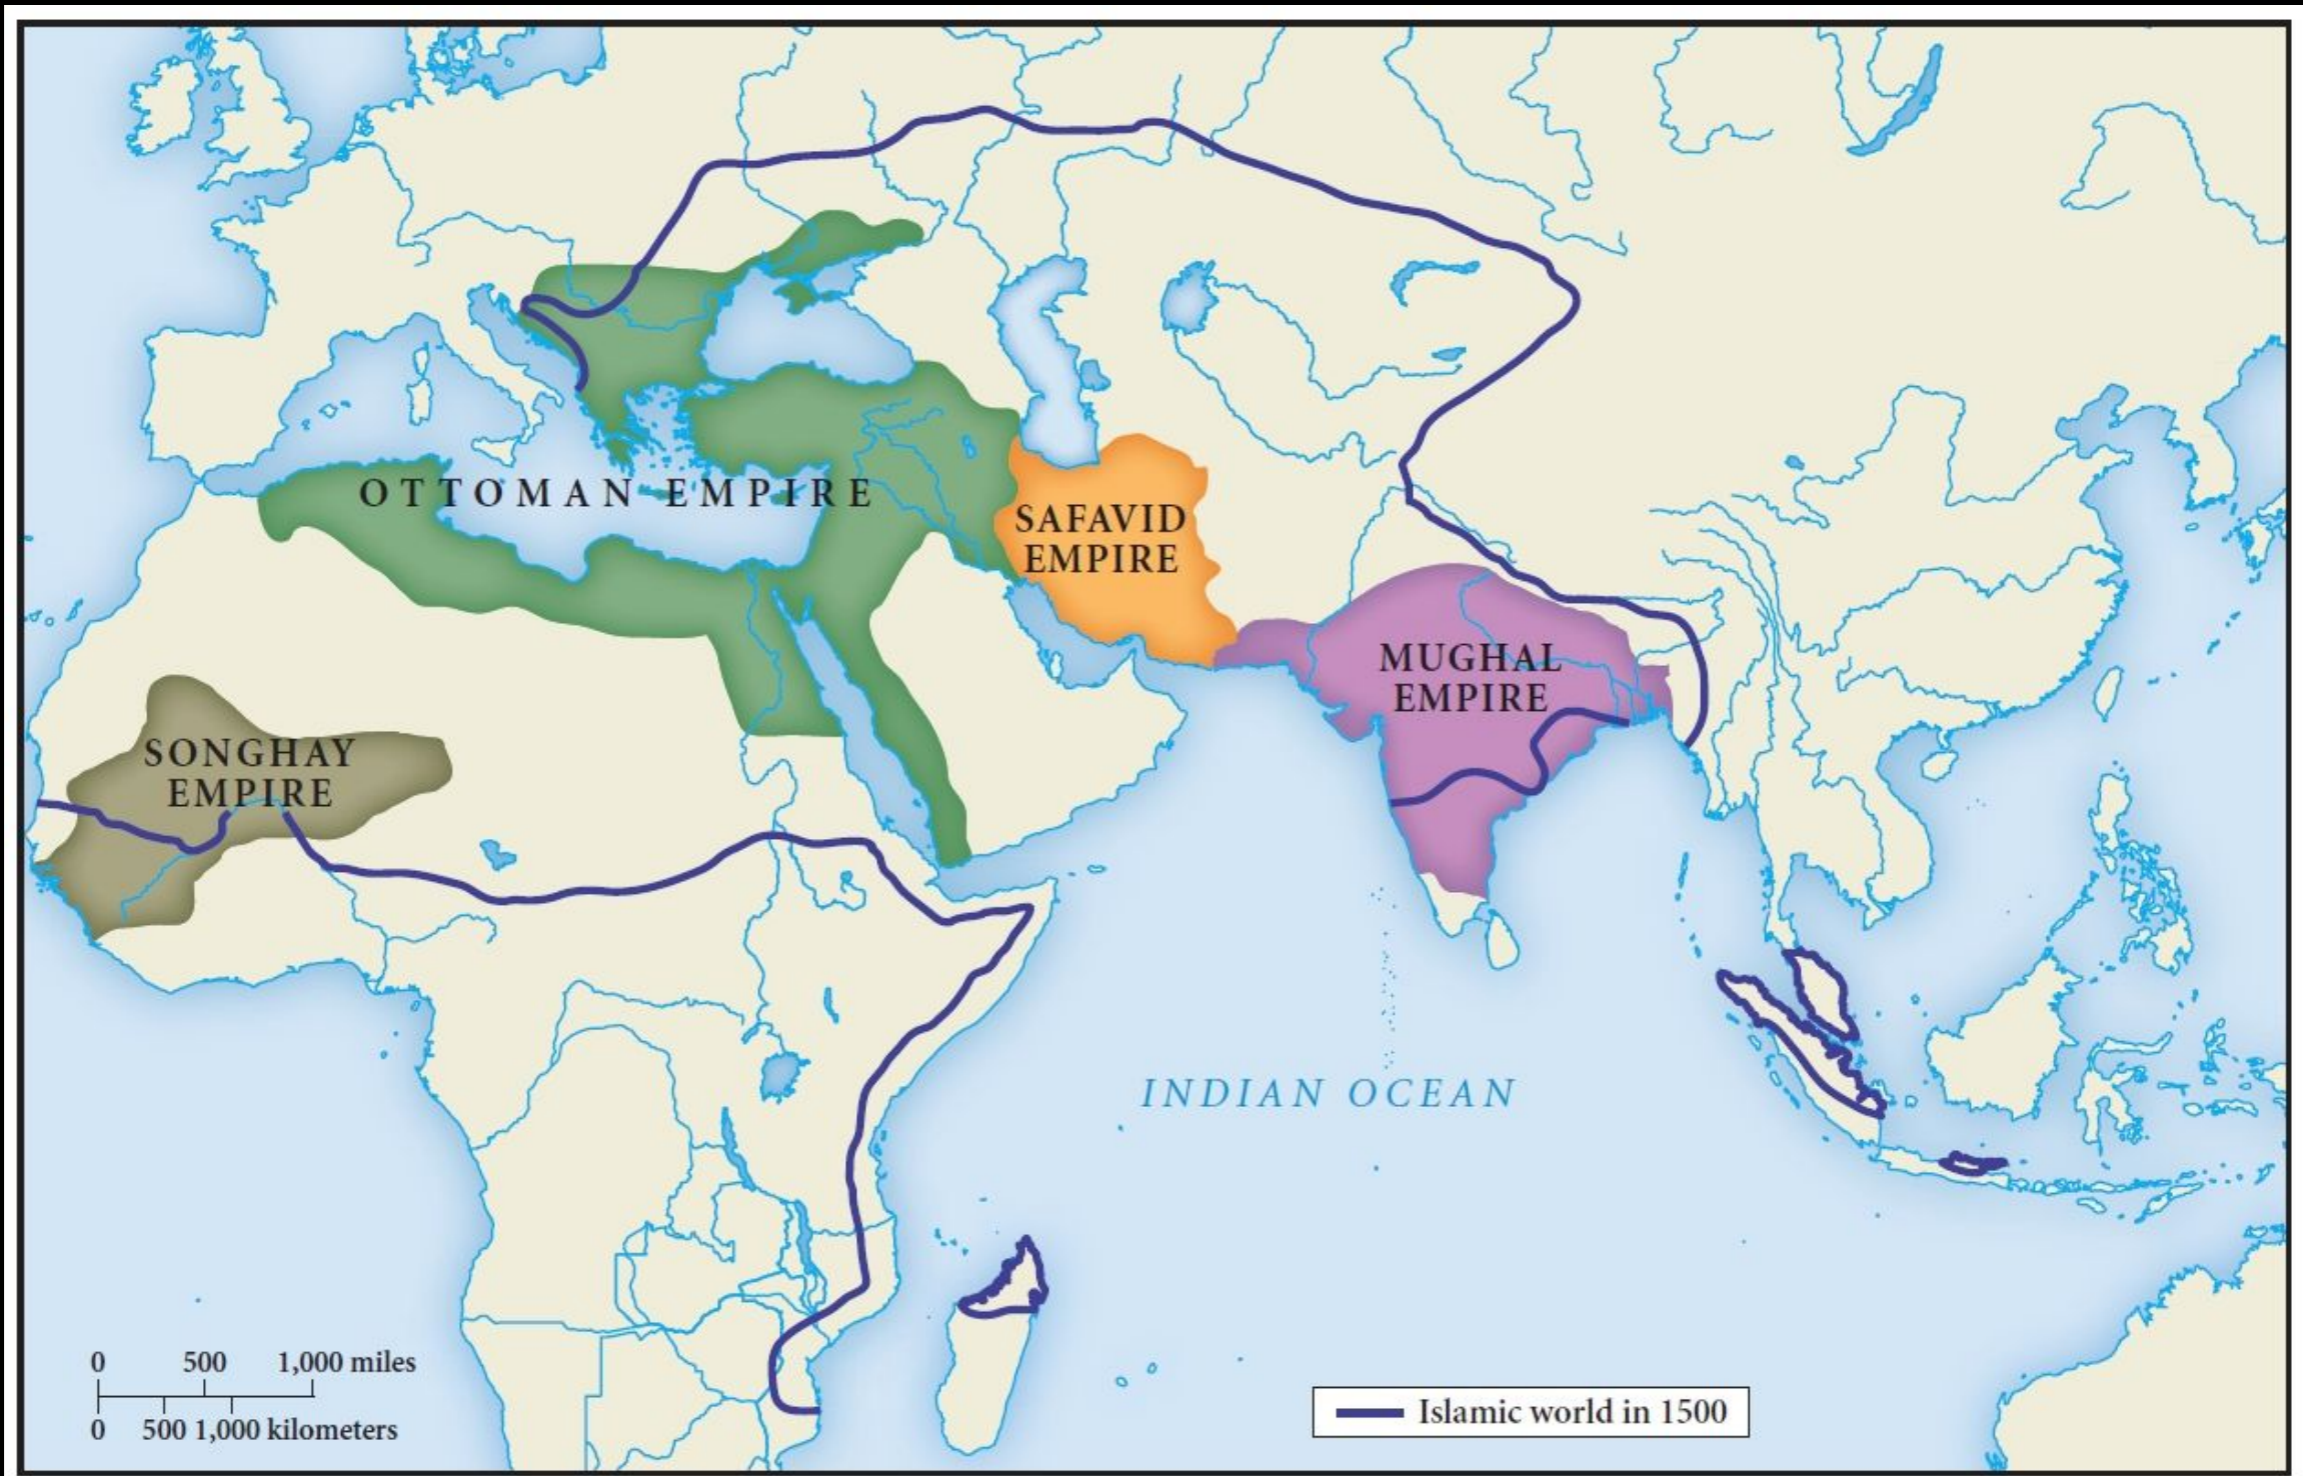 OTTOMAN EMPIRE
SAFAVID
EMPIRE
MUGHAL
EMPIRE
SONGHAY
EMPIRE
INDIAN OCEAN
0 500 1,000 miles
0 500 1,000 kilometers
Islamic world in 1500